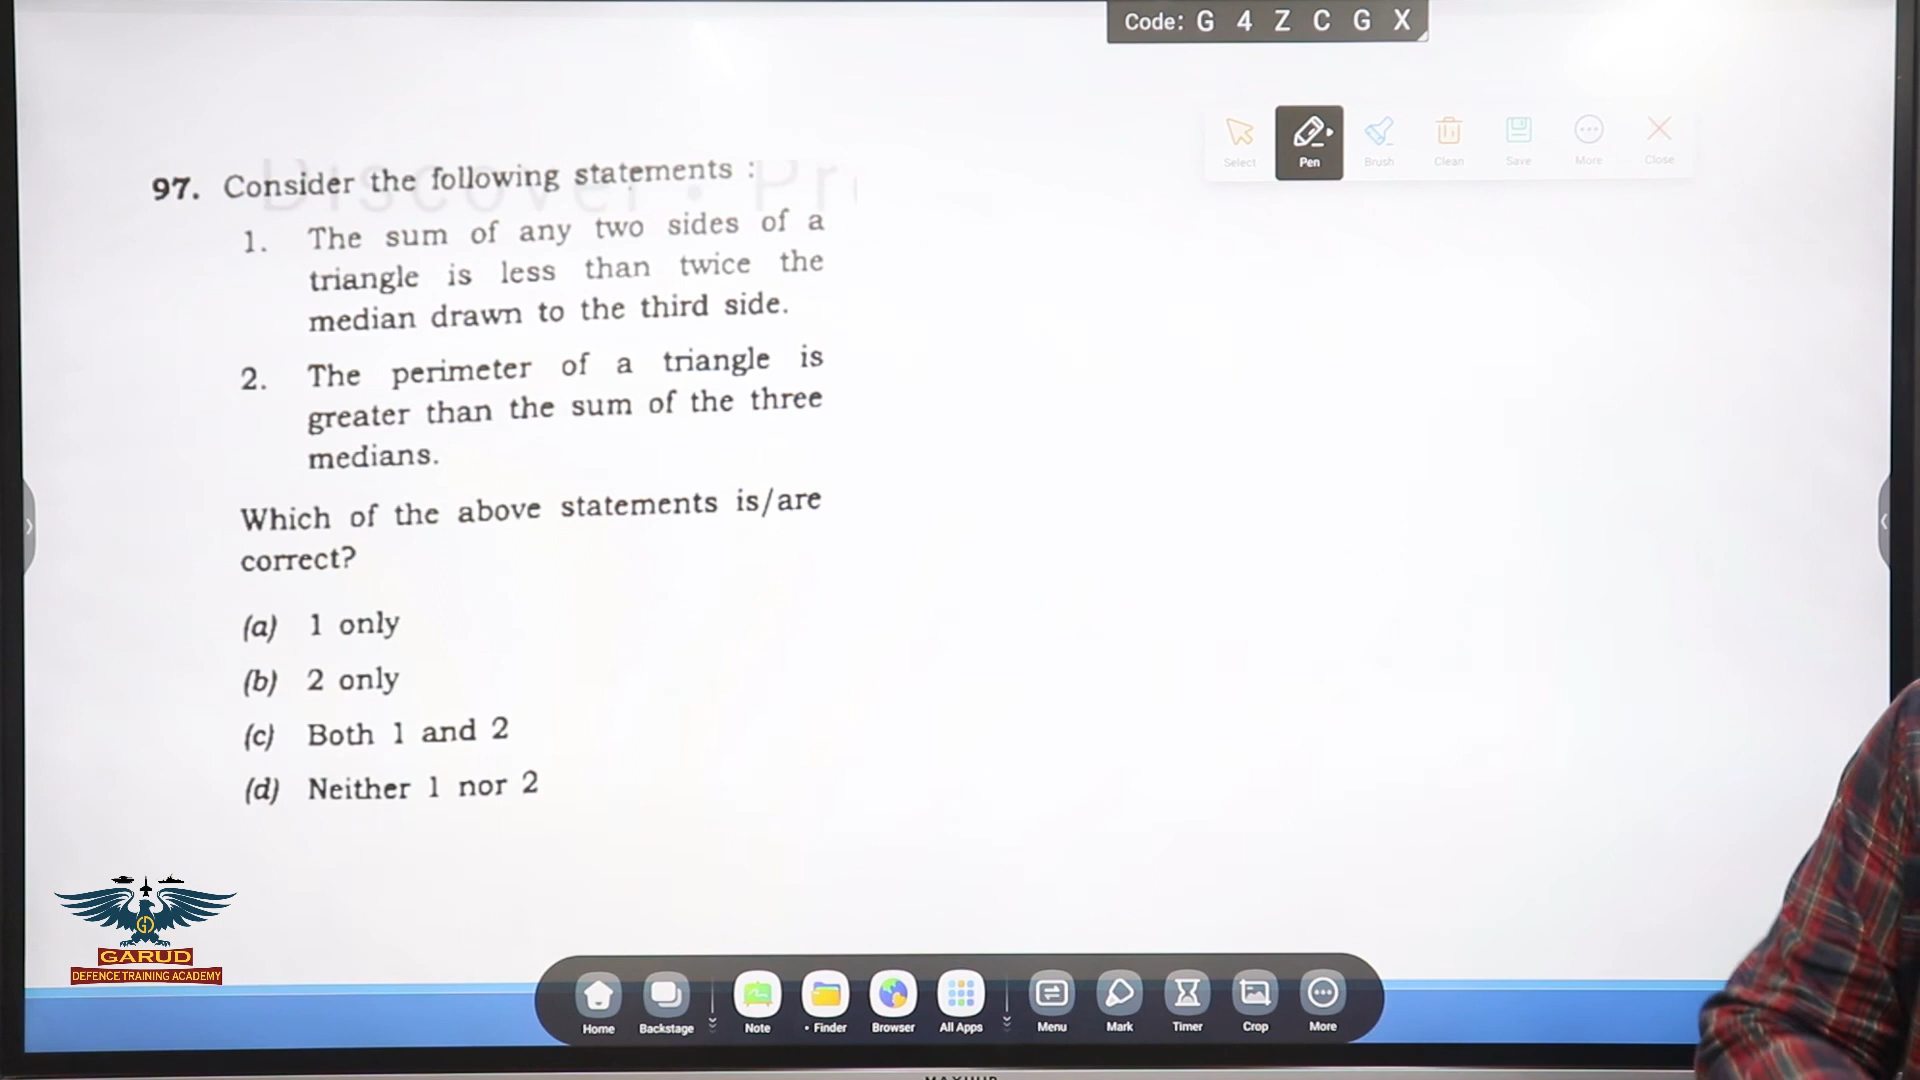 Code: G 4 Z C G X
Select Pen Brush Clean Save More Close
97. Consider the following statements :
1. The sum of any two sides of a
triangle is less than twice the
median drawn to the third side.
2. The perimeter of a triangle is
greater than the sum of the three
medians.
Which of the above statements is/are
correct?
(a) 1 only
(b) 2 only
(c) Both 1 and 2
(d) Neither 1 nor 2
GARUD
DEFENCE TRAINING ACADEMY
Home Backstage Note • Finder Browser All Apps Menu Mark Timer Crop More